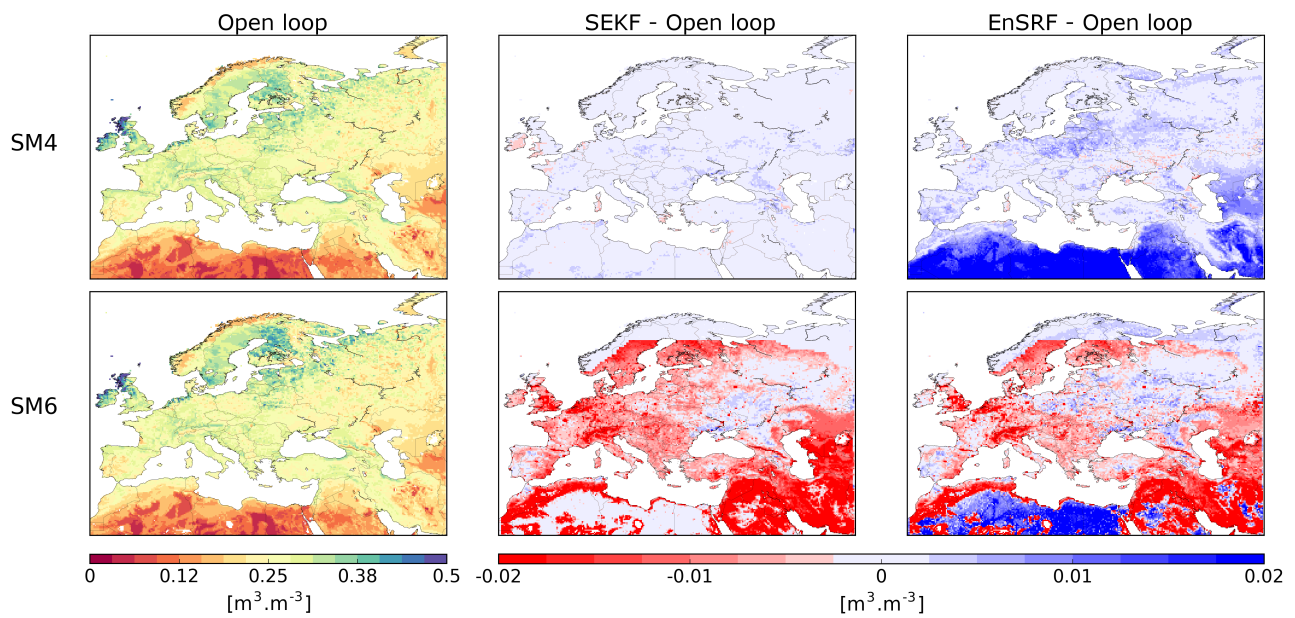 Open loop
SEKF - Open loop
EnSRF - Open loop
SM4
SM6
0 0.12 0.25 0.38 0.5
[m³.m⁻³]
-0.02 -0.01 0 0.01 0.02
[m³.m⁻³]